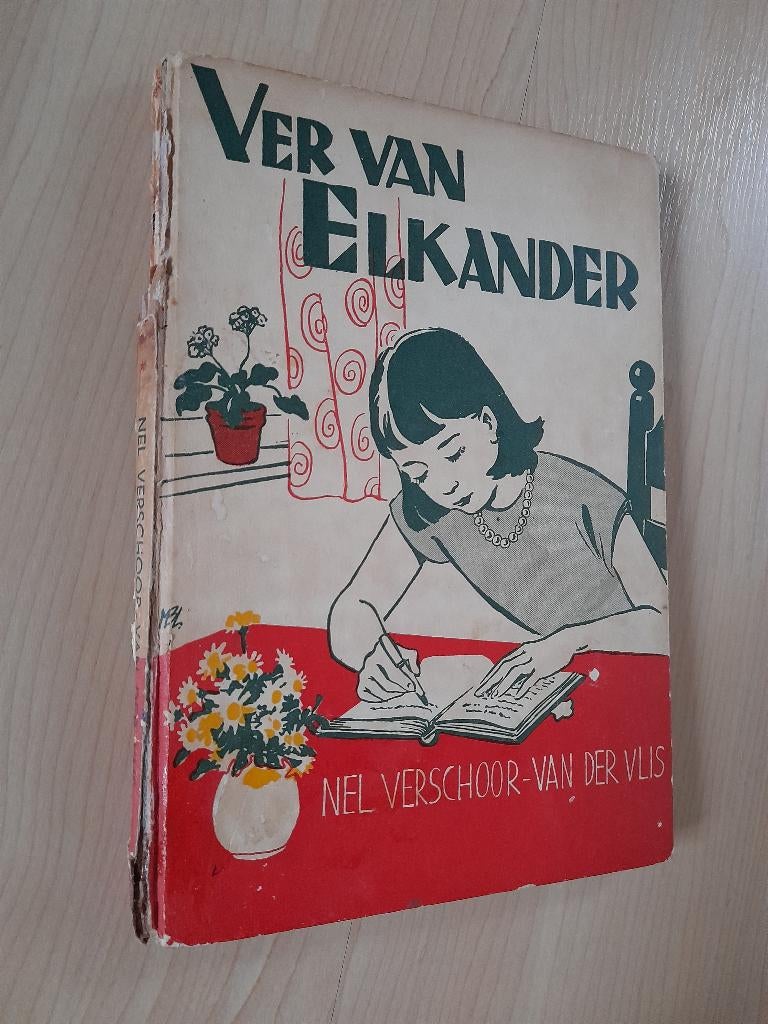 VER VAN
ELKANDER
NEL VERSCHOOR-VAN DER VLIS
NEL VERSCHOOR V